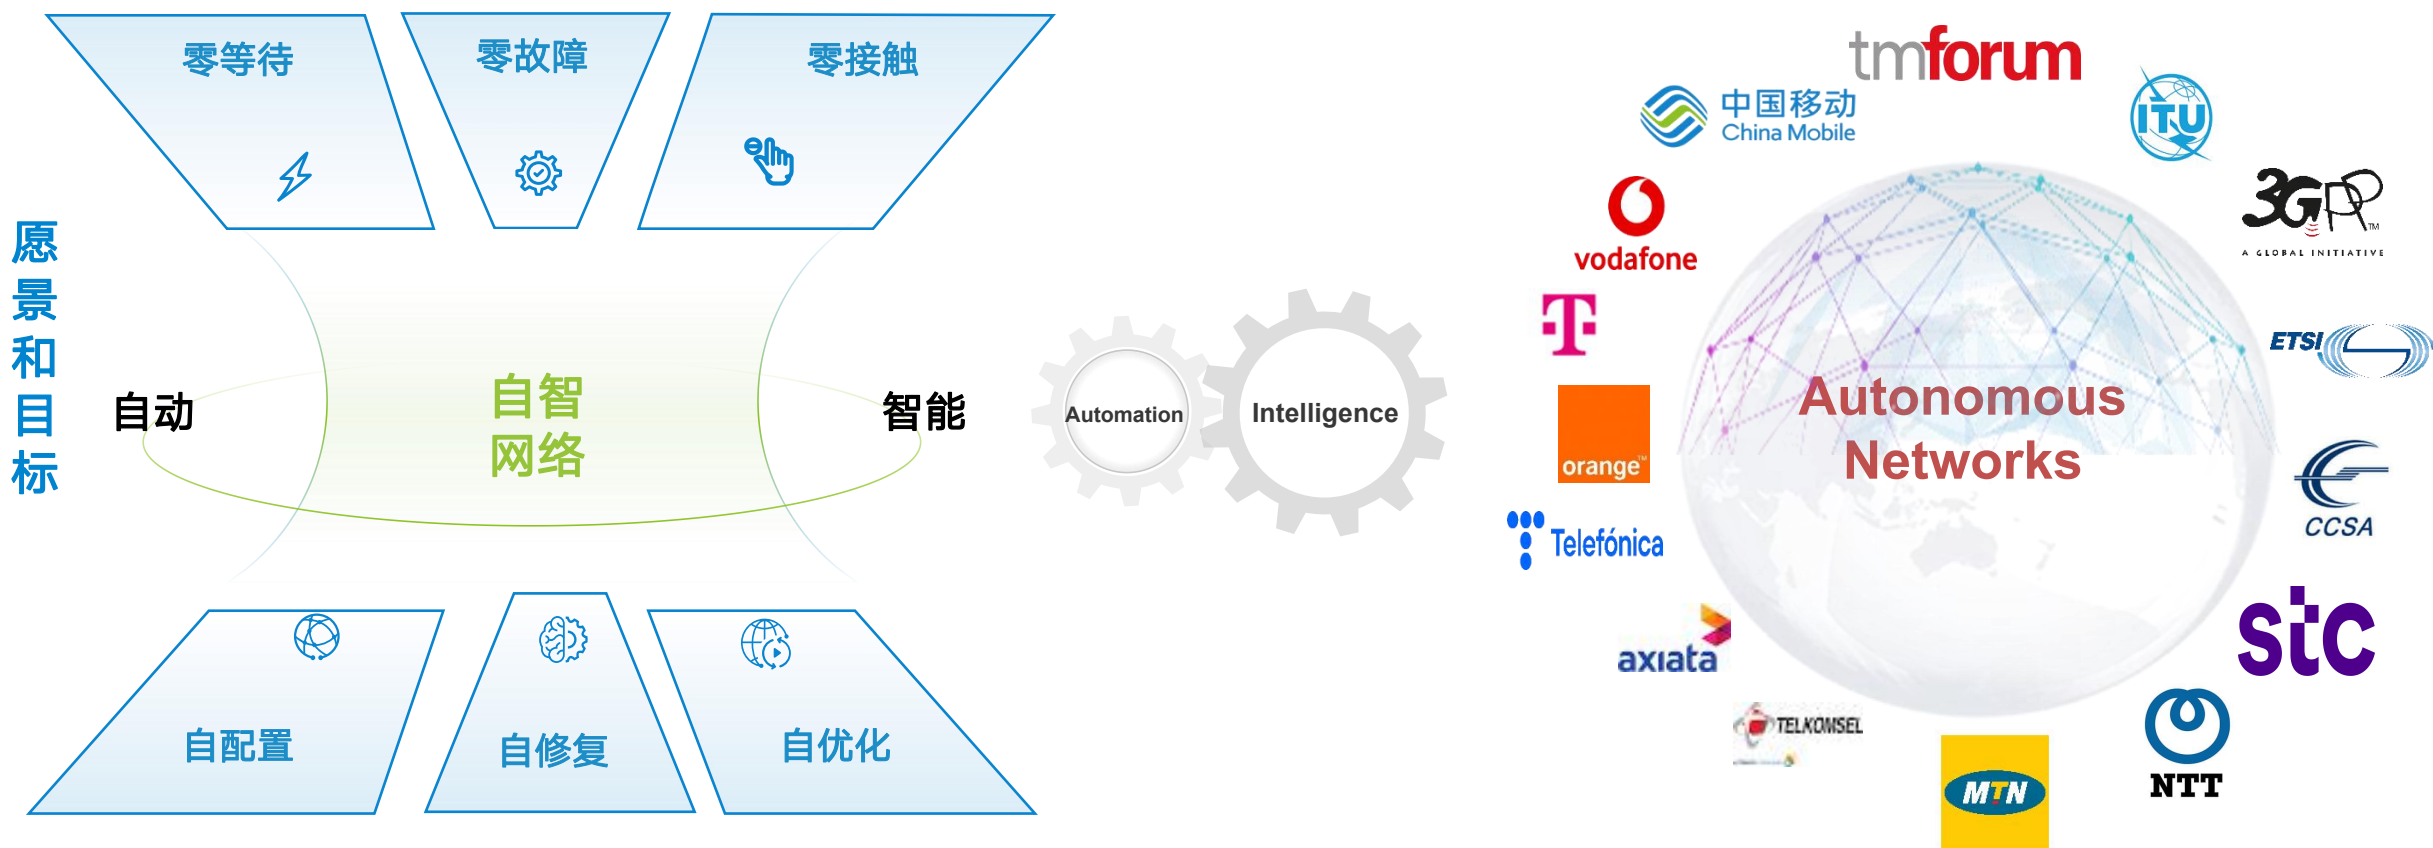 愿景和目标
零等待
零故障
零接触
自动
自智
网络
智能
自配置
自修复
自优化
Automation
Intelligence
tmforum
中国移动
China Mobile
ITU
vodafone
3GPP
TM
A GLOBAL INITIATIVE
T
ETSI
Autonomous
Networks
orange
TM
CCSA
Telefónica
axiata
stc
TELKOMSEL
NTT
MTN